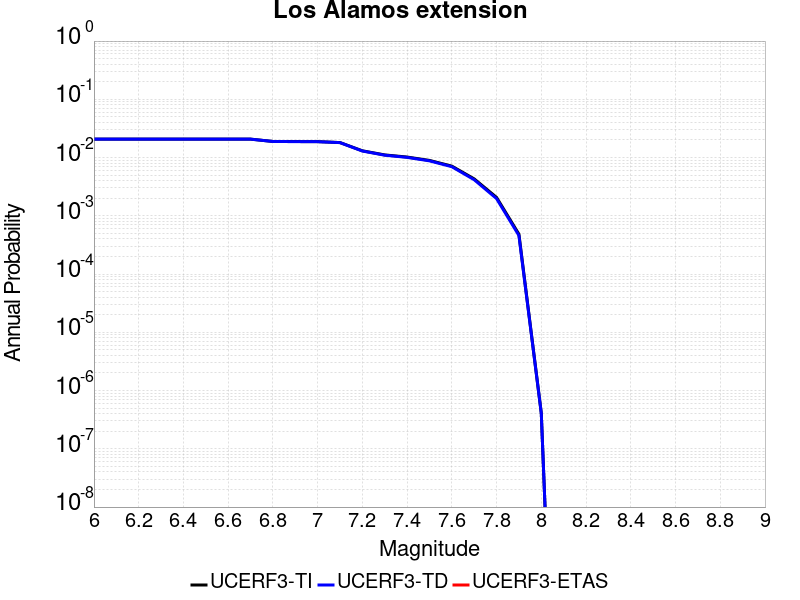 Los Alamos extension
10^0
10^-1
10^-2
10^-3
10^-4
10^-5
10^-6
10^-7
10^-8
Annual Probability
6 6.2 6.4 6.6 6.8 7 7.2 7.4 7.6 7.8 8 8.2 8.4 8.6 8.8 9
Magnitude
UCERF3-TI UCERF3-TD UCERF3-ETAS